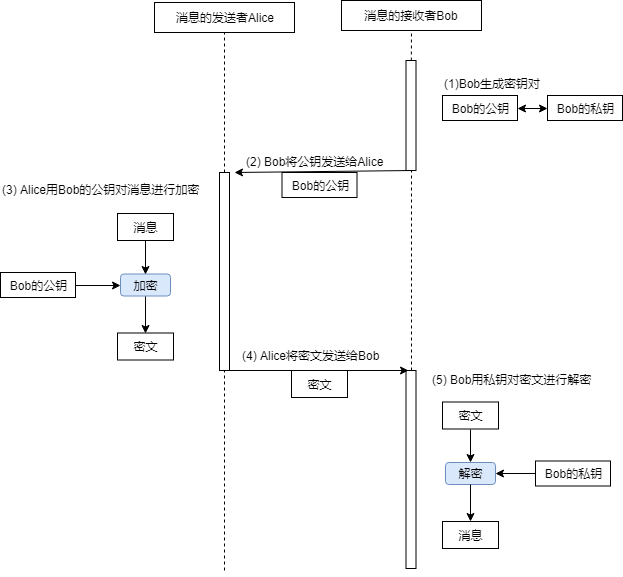 消息的发送者Alice
消息的接收者Bob
(1)Bob生成密钥对
Bob的公钥
Bob的私钥
(2) Bob将公钥发送给Alice
Bob的公钥
(3) Alice用Bob的公钥对消息进行加密
消息
Bob的公钥
加密
密文
(4) Alice将密文发送给Bob
密文
(5) Bob用私钥对密文进行解密
密文
解密
Bob的私钥
消息